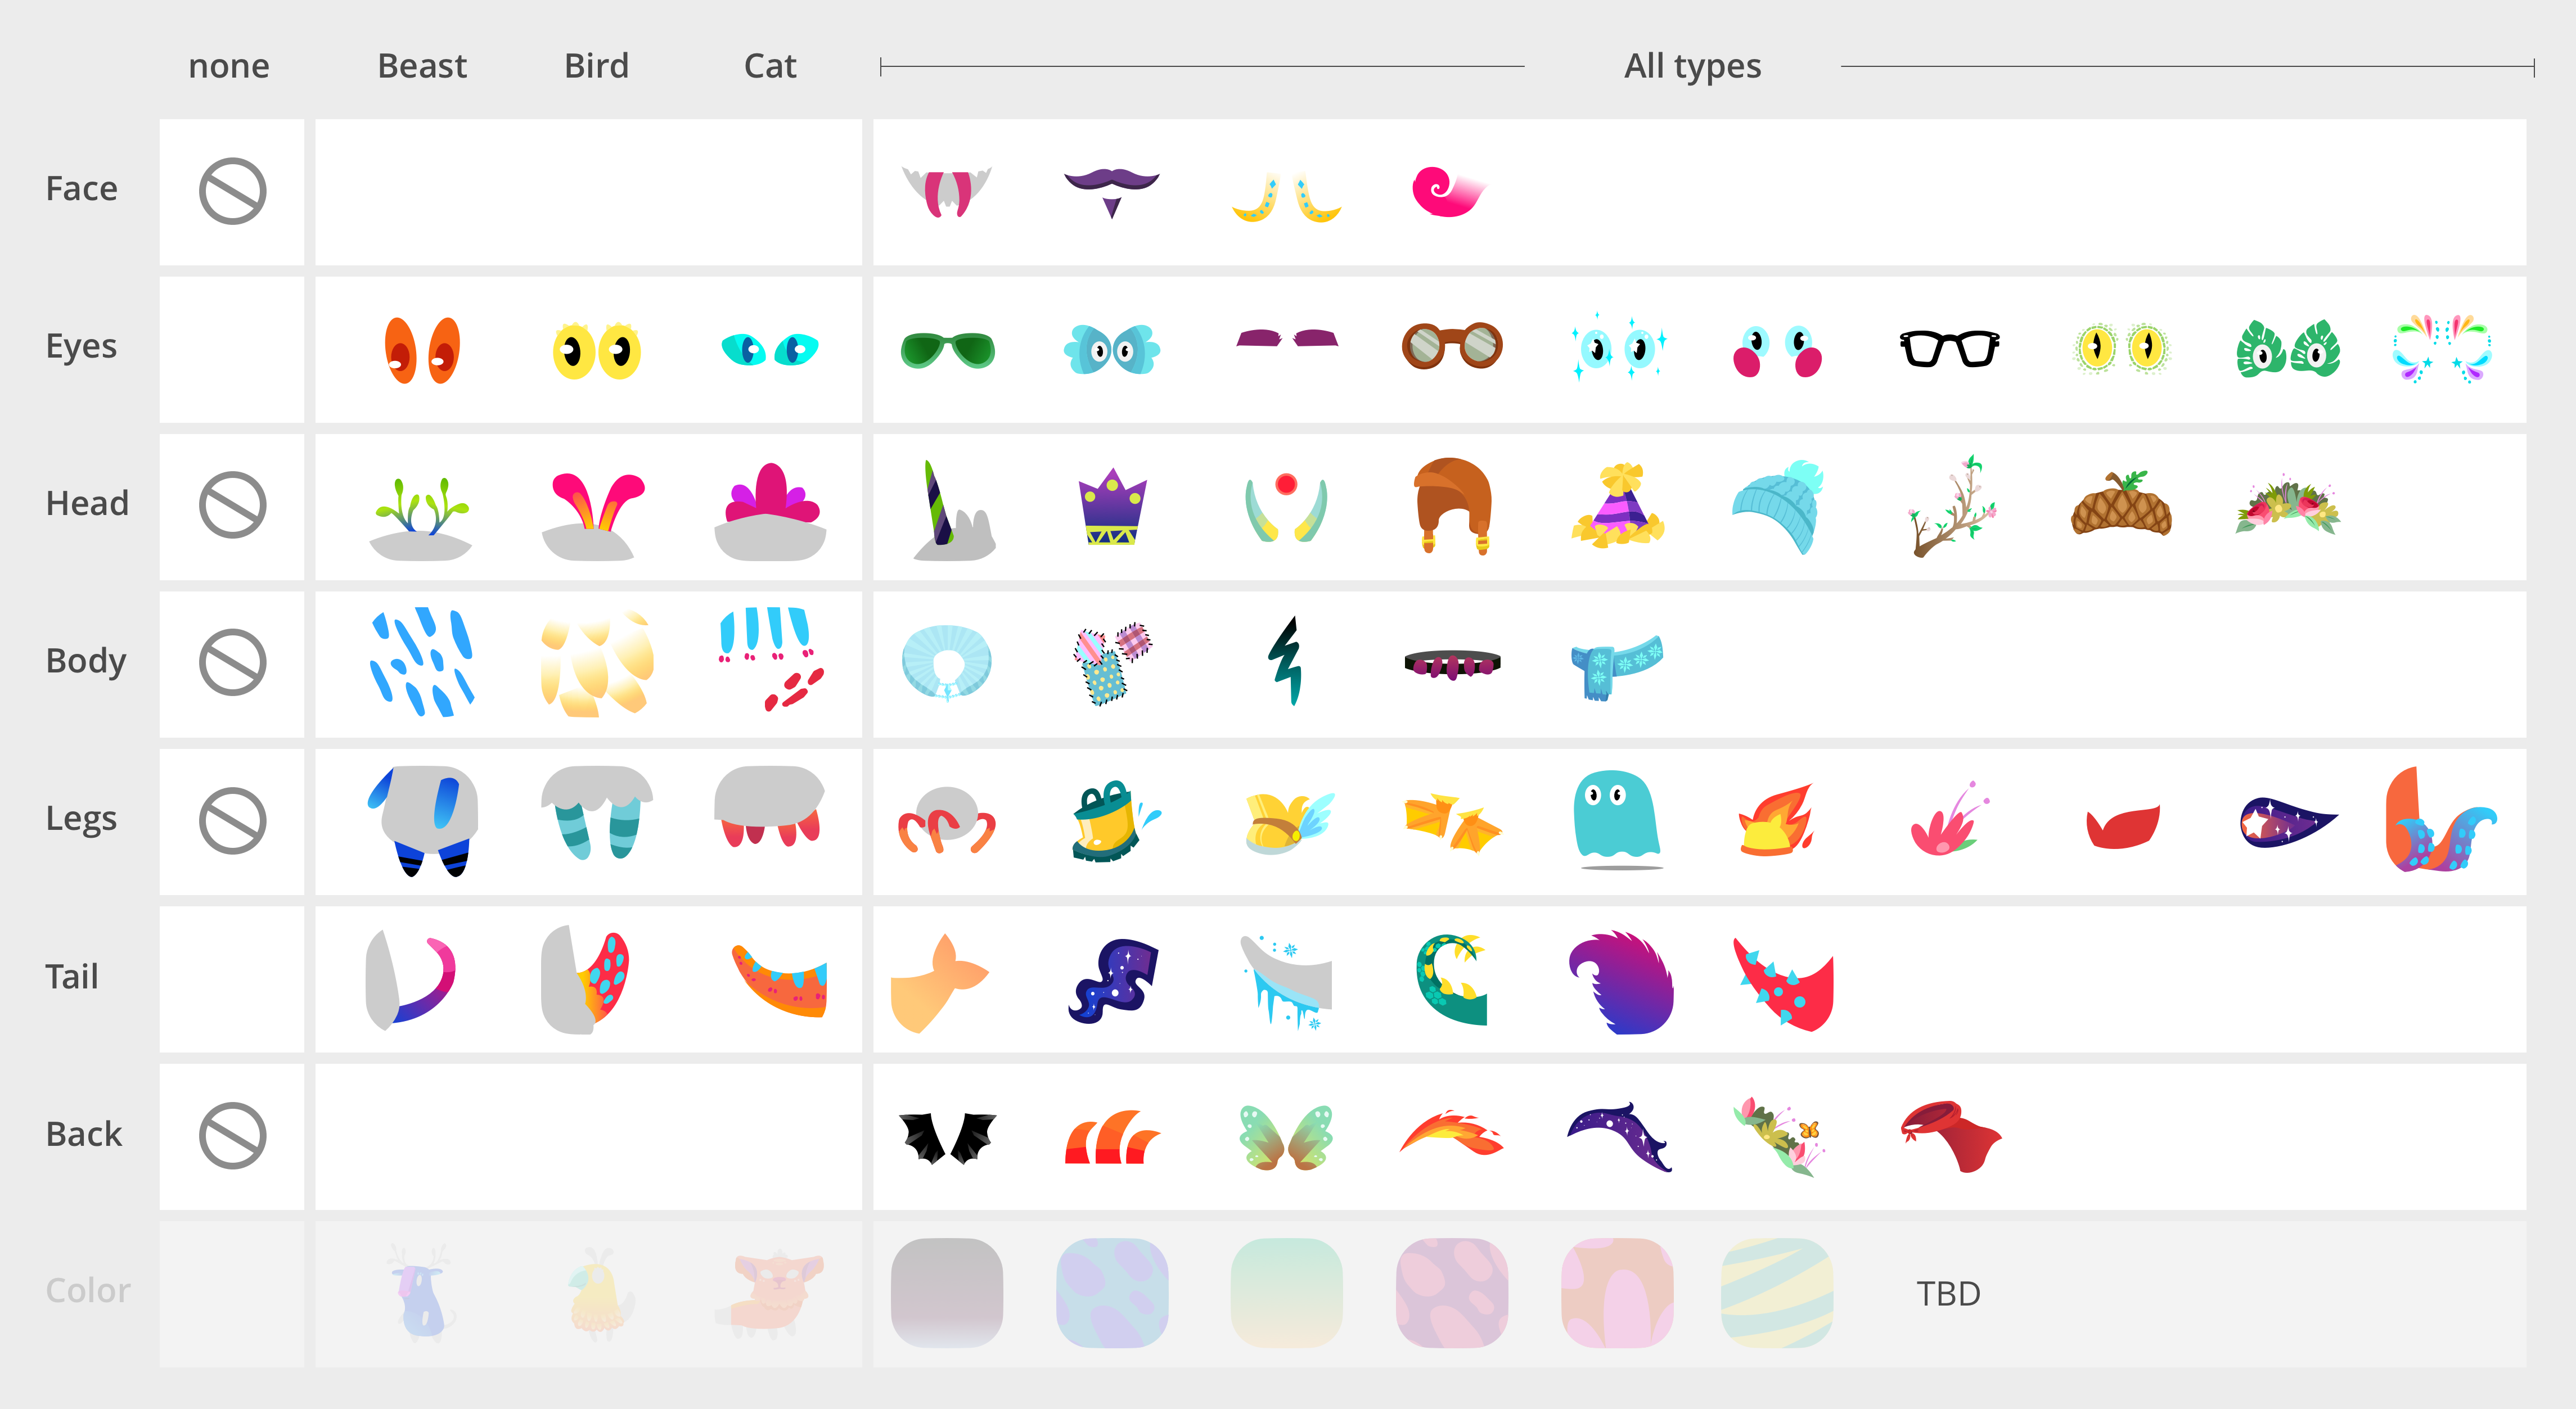 none Beast Bird Cat All types
Face
Eyes
Head
Body
Legs
Tail
Back
Color TBD